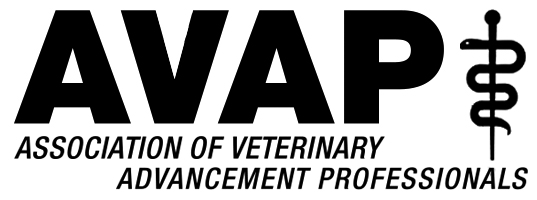 AVAP
ASSOCIATION OF VETERINARY
ADVANCEMENT PROFESSIONALS